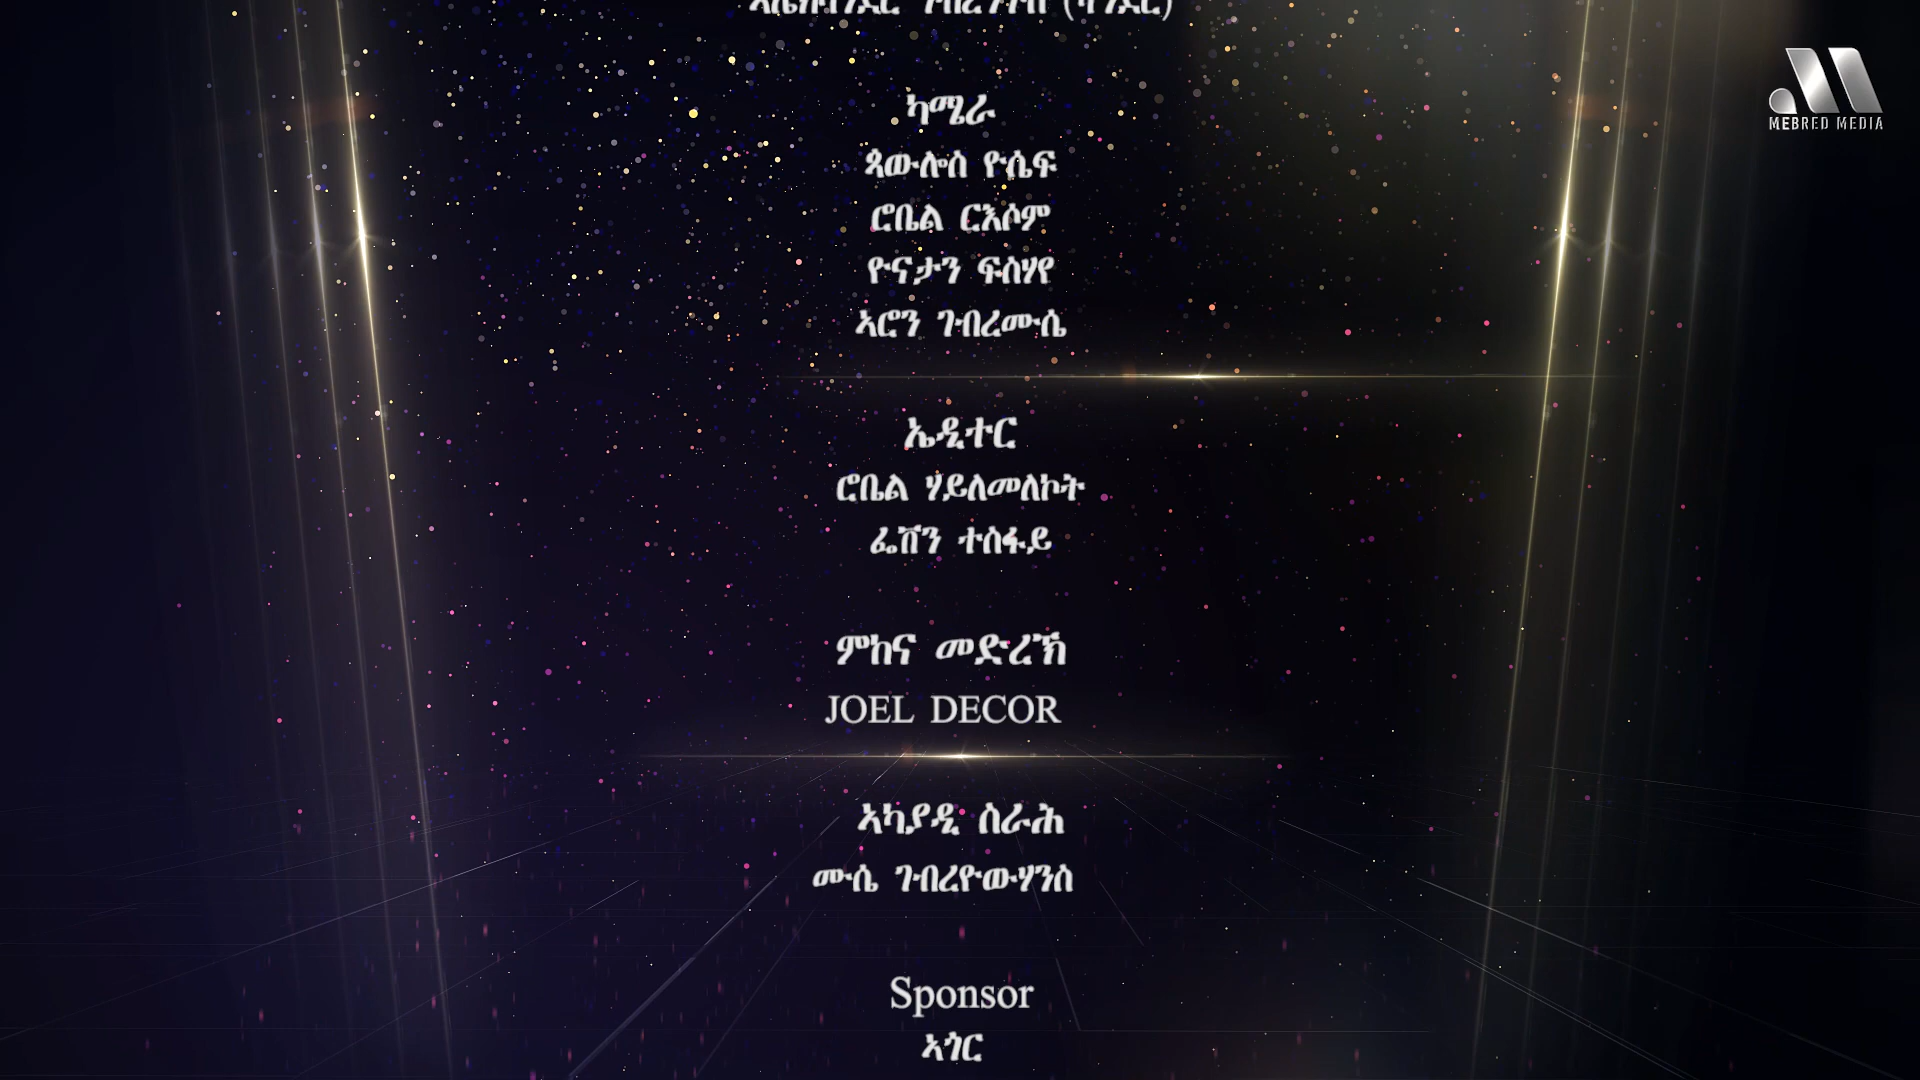 ካሜራ
ጳውሎስ ዮሴፍ
ሮቤል ርእሶም
ዮናታን ፍስሃየ
ኣሮን ገብረሙሴ
ኤዲተር
ሮቤል ሃይለመለኮት
ፌቨን ተስፋይ
ምከና መድረኽ
JOEL DECOR
ኣካያዲ ስራሕ
ሙሴ ገብረዮውሃንስ
Sponsor
ኣጎር
MEBRED MEDIA